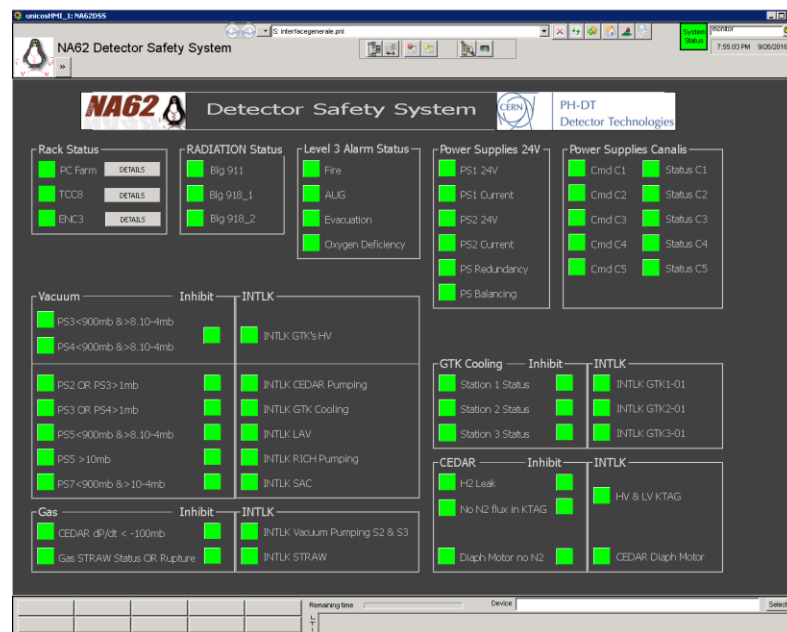 unicosHMI_1: NA62DSS
S: interfacegenerale.pnl
NA62 Detector Safety System
»
System Status
monitor
7:55:03 PM 9/26/2016
NA62 Detector Safety System CERN PH-DT
Detector Technologies
Rack Status
PC Farm DETAILS
TCC8 DETAILS
ENC3 DETAILS
RADIATION Status
Blg 911
Blg 918_1
Blg 918_2
Level 3 Alarm Status
Fire
AUG
Evacuation
Oxygen Deficiency
Power Supplies 24V
PS1 24V
PS1 Current
PS2 24V
PS2 Current
PS Redundancy
PS Balancing
Power Supplies Canalis
Cmd C1 Status C1
Cmd C2 Status C2
Cmd C3 Status C3
Cmd C4 Status C4
Cmd C5 Status C5
Vacuum Inhibit INTLK
PS3<900mb &>8.10-4mb
PS4<900mb &>8.10-4mb
INTLK GTK's HV
PS2 OR PS3>1mb INTLK CEDAR Pumping
PS3 OR PS4>1mb INTLK GTK Cooling
PS5<900mb &>8.10-4mb INTLK LAV
PS5 >10mb INTLK RICH Pumping
PS7<900mb &>10-4mb INTLK SAC
Gas Inhibit INTLK
CEDAR dP/dt < -100mb INTLK Vacuum Pumping S2 & S3
Gas STRAW Status OR Rupture INTLK STRAW
GTK Cooling Inhibit INTLK
Station 1 Status INTLK GTK1-01
Station 2 Status INTLK GTK2-01
Station 3 Status INTLK GTK3-01
CEDAR Inhibit INTLK
H2 Leak
HV & LV KTAG
No N2 flux in KTAG
Diaph Motor no N2 CEDAR Diaph Motor
Remaining time Device Select